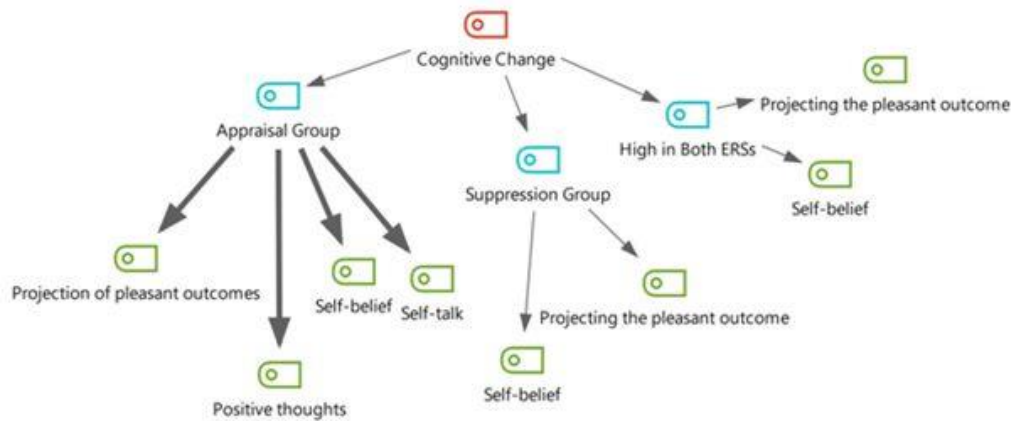 Cognitive Change
Appraisal Group
Projecting the pleasant outcome
High in Both ERSs
Suppression Group
Self-belief
Projection of pleasant outcomes
Self-belief
Self-talk
Projecting the pleasant outcome
Self-belief
Positive thoughts